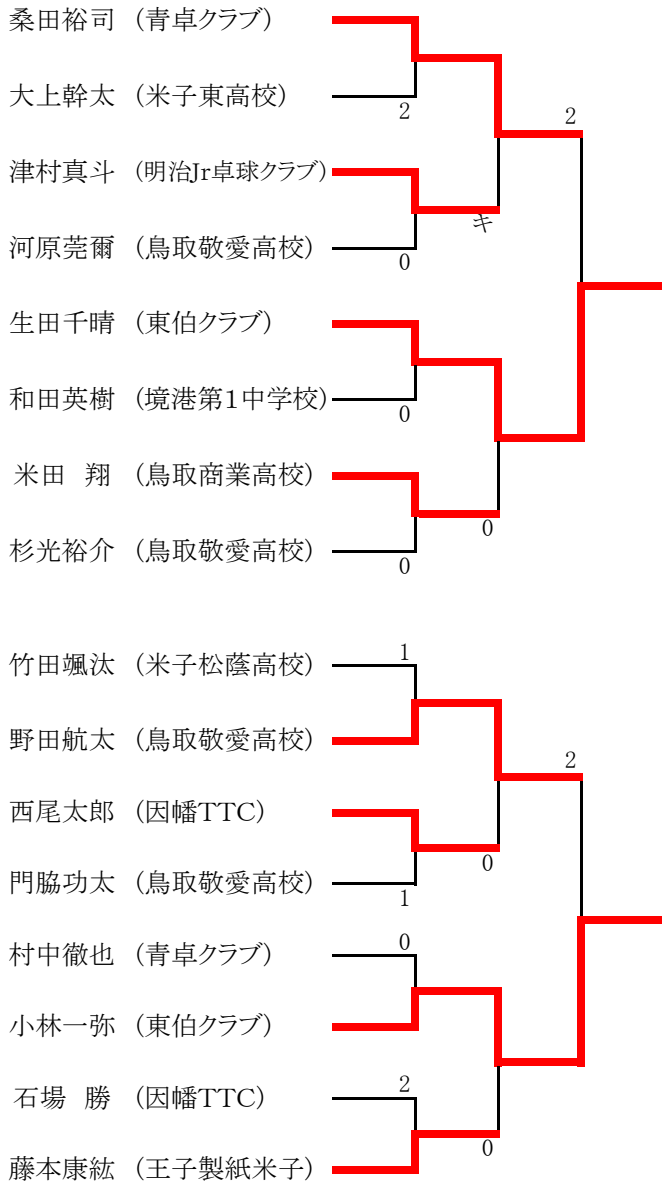 桑田裕司 (青卓クラブ)
大上幹太 (米子東高校)
2
2
津村真斗 (明治Jr卓球クラブ)
キ
河原莞爾 (鳥取敬愛高校)
0
生田千晴 (東伯クラブ)
和田英樹 (境港第1中学校)
0
米田 翔 (鳥取商業高校)
0
杉光裕介 (鳥取敬愛高校)
0
竹田颯汰 (米子松蔭高校)
1
野田航太 (鳥取敬愛高校)
2
西尾太郎 (因幡TTC)
0
門脇功太 (鳥取敬愛高校)
1
村中徹也 (青卓クラブ)
0
小林一弥 (東伯クラブ)
石場 勝 (因幡TTC)
2
0
藤本康紘 (王子製紙米子)